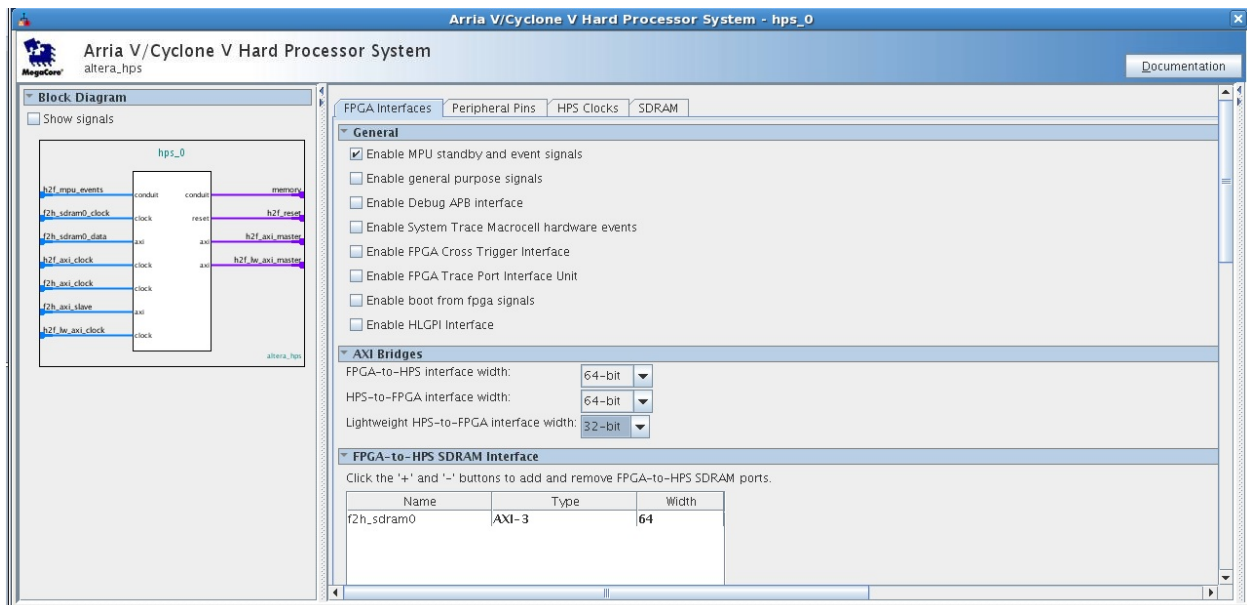 Arria V/Cyclone V Hard Processor System - hps_0
MegaCore®
Arria V/Cyclone V Hard Processor System
altera_hps
Documentation
Block Diagram
Show signals
hps_0
h2f_mpu_events conduit conduit memory
f2h_sdram0_clock clock reset h2f_reset
f2h_sdram0_data axi axi h2f_axi_master
h2f_axi_clock clock axi h2f_lw_axi_master
f2h_axi_clock clock
f2h_axi_slave axi
h2f_lw_axi_clock clock
altera_hps
FPGA Interfaces Peripheral Pins HPS Clocks SDRAM
General
Enable MPU standby and event signals
Enable general purpose signals
Enable Debug APB interface
Enable System Trace Macrocell hardware events
Enable FPGA Cross Trigger Interface
Enable FPGA Trace Port Interface Unit
Enable boot from fpga signals
Enable HLGPI Interface
AXI Bridges
FPGA-to-HPS interface width: 64-bit
HPS-to-FPGA interface width: 64-bit
Lightweight HPS-to-FPGA interface width: 32-bit
FPGA-to-HPS SDRAM Interface
Click the '+' and '-' buttons to add and remove FPGA-to-HPS SDRAM ports.
Name Type Width
f2h_sdram0 AXI-3 64